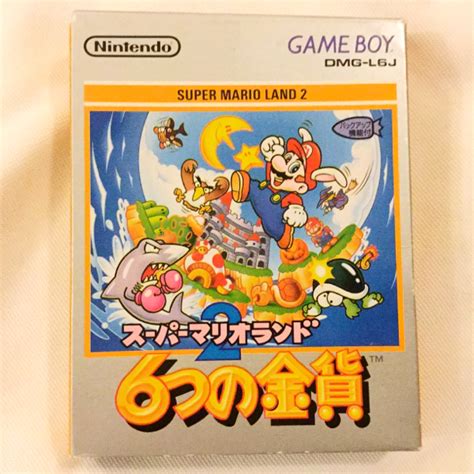 Nintendo
GAME BOY
DMG-L6J
SUPER MARIO LAND 2
バックアップ
機能付
スーパーマリオランド
2
6つの金貨
TM